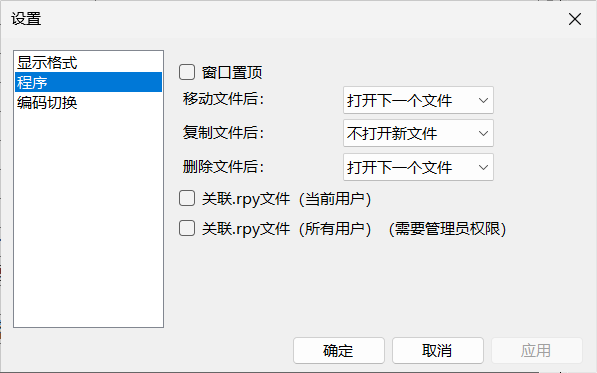 设置
显示格式
程序
编码切换
窗口置顶
移动文件后: 打开下一个文件
复制文件后: 不打开新文件
删除文件后: 打开下一个文件
关联.rpy文件（当前用户）
关联.rpy文件（所有用户）（需要管理员权限）
确定 取消 应用